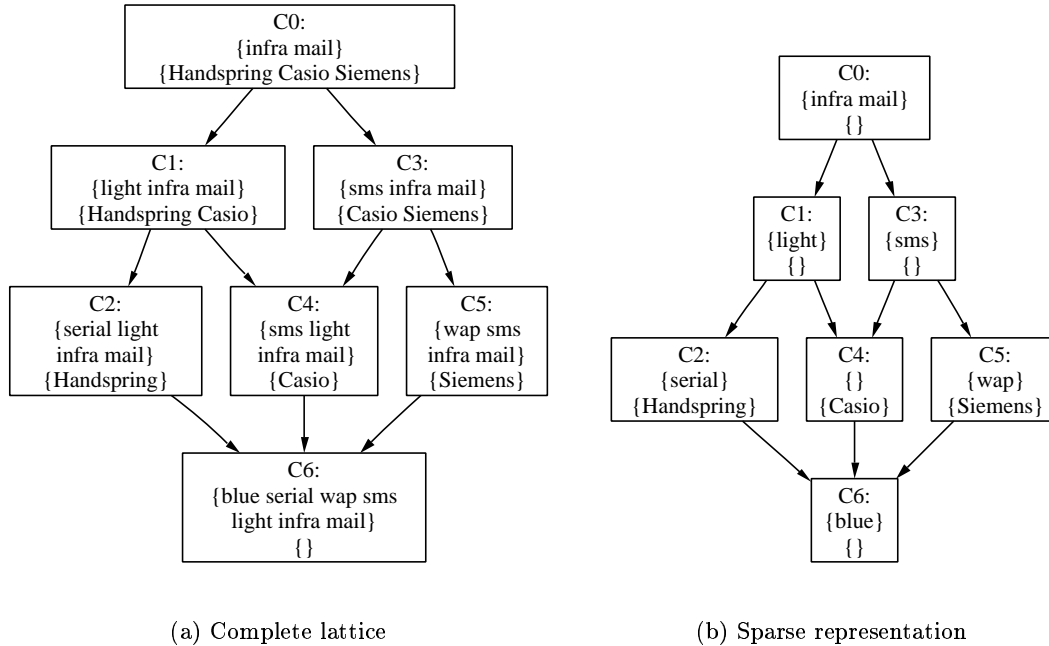 C0:
{infra mail}
{Handspring Casio Siemens}
C1:
{light infra mail}
{Handspring Casio}
C3:
{sms infra mail}
{Casio Siemens}
C2:
{serial light
infra mail}
{Handspring}
C4:
{sms light
infra mail}
{Casio}
C5:
{wap sms
infra mail}
{Siemens}
C6:
{blue serial wap sms
light infra mail}
{}
(a) Complete lattice
C0:
{infra mail}
{}
C1:
{light}
{}
C3:
{sms}
{}
C2:
{serial}
{Handspring}
C4:
{}
{Casio}
C5:
{wap}
{Siemens}
C6:
{blue}
{}
(b) Sparse representation